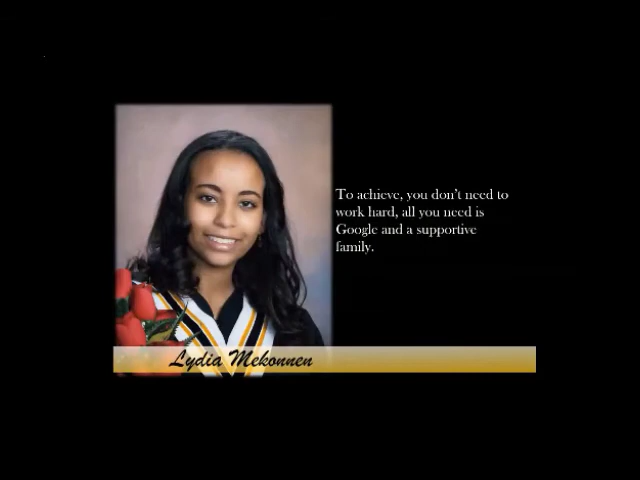 To achieve, you don't need to
work hard, all you need is
Google and a supportive
family.
Lydia Mekonnen